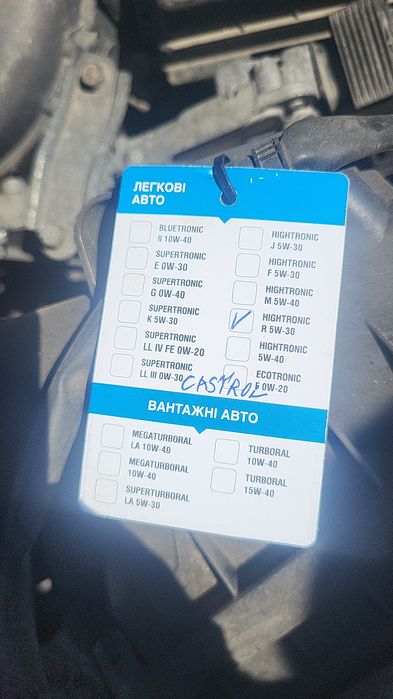 ЛЕГКОВІ
АВТО
BLUETRONIC
II 10W-40
SUPERTRONIC
E 0W-30
SUPERTRONIC
G 0W-40
SUPERTRONIC
K 5W-30
SUPERTRONIC
LL IV FE 0W-20
SUPERTRONIC
LL III 0W-30
HIGHTRONIC
J 5W-30
HIGHTRONIC
F 5W-30
HIGHTRONIC
M 5W-40
HIGHTRONIC
R 5W-30
HIGHTRONIC
5W-40
ECOTRONIC
F 0W-20
CASTROL
ВАНТАЖНІ АВТО
MEGATURBORAL
LA 10W-40
MEGATURBORAL
10W-40
SUPERTURBORAL
LA 5W-30
TURBORAL
10W-40
TURBORAL
15W-40